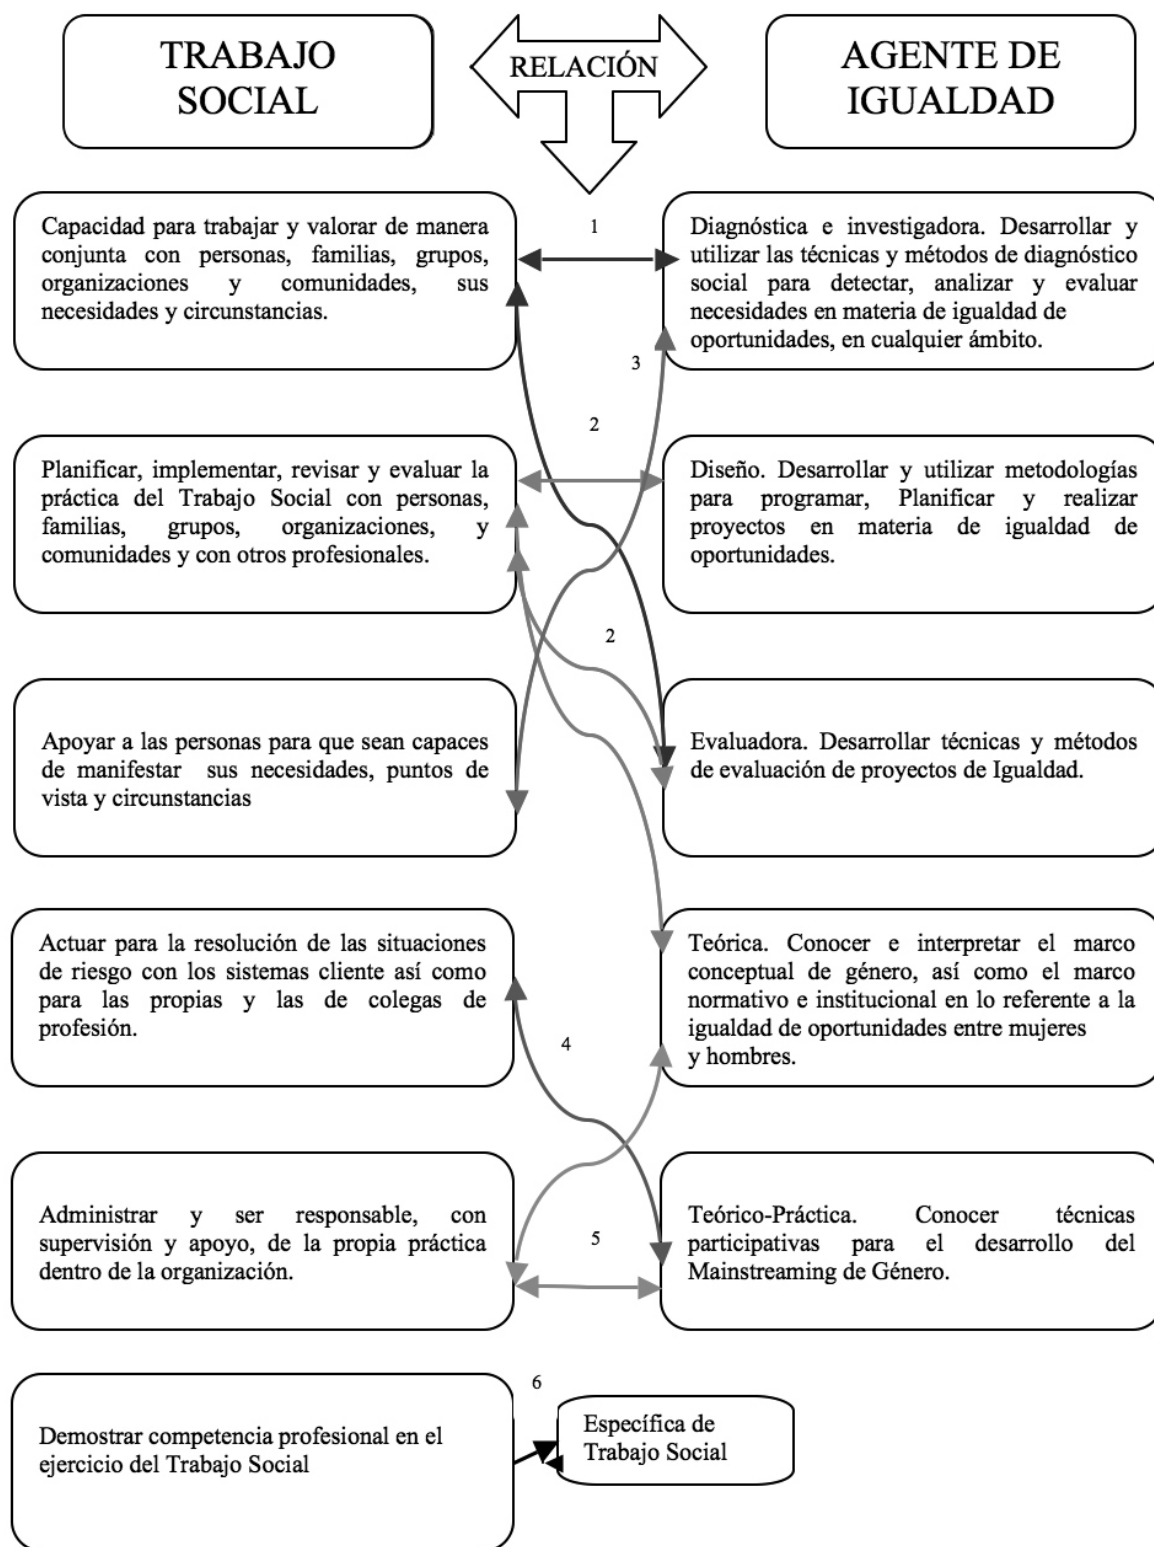 TRABAJO
SOCIAL
RELACIÓN
AGENTE DE
IGUALDAD
Capacidad para trabajar y valorar de manera
conjunta con personas, familias, grupos,
organizaciones y comunidades, sus
necesidades y circunstancias.
1
Diagnóstica e investigadora. Desarrollar y
utilizar las técnicas y métodos de diagnóstico
social para detectar, analizar y evaluar
necesidades en materia de igualdad de
oportunidades, en cualquier ámbito.
3
2
Planificar, implementar, revisar y evaluar la
práctica del Trabajo Social con personas,
familias, grupos, organizaciones, y
comunidades y con otros profesionales.
Diseño. Desarrollar y utilizar metodologías
para programar, Planificar y realizar
proyectos en materia de igualdad de
oportunidades.
2
Apoyar a las personas para que sean capaces
de manifestar sus necesidades, puntos de
vista y circunstancias
Evaluadora. Desarrollar técnicas y métodos
de evaluación de proyectos de Igualdad.
Actuar para la resolución de las situaciones
de riesgo con los sistemas cliente así como
para las propias y las de colegas de
profesión.
4
Teórica. Conocer e interpretar el marco
conceptual de género, así como el marco
normativo e institucional en lo referente a la
igualdad de oportunidades entre mujeres
y hombres.
Administrar y ser responsable, con
supervisión y apoyo, de la propia práctica
dentro de la organización.
5
Teórico-Práctica. Conocer técnicas
participativas para el desarrollo del
Mainstreaming de Género.
6
Demostrar competencia profesional en el
ejercicio del Trabajo Social
Específica de
Trabajo Social